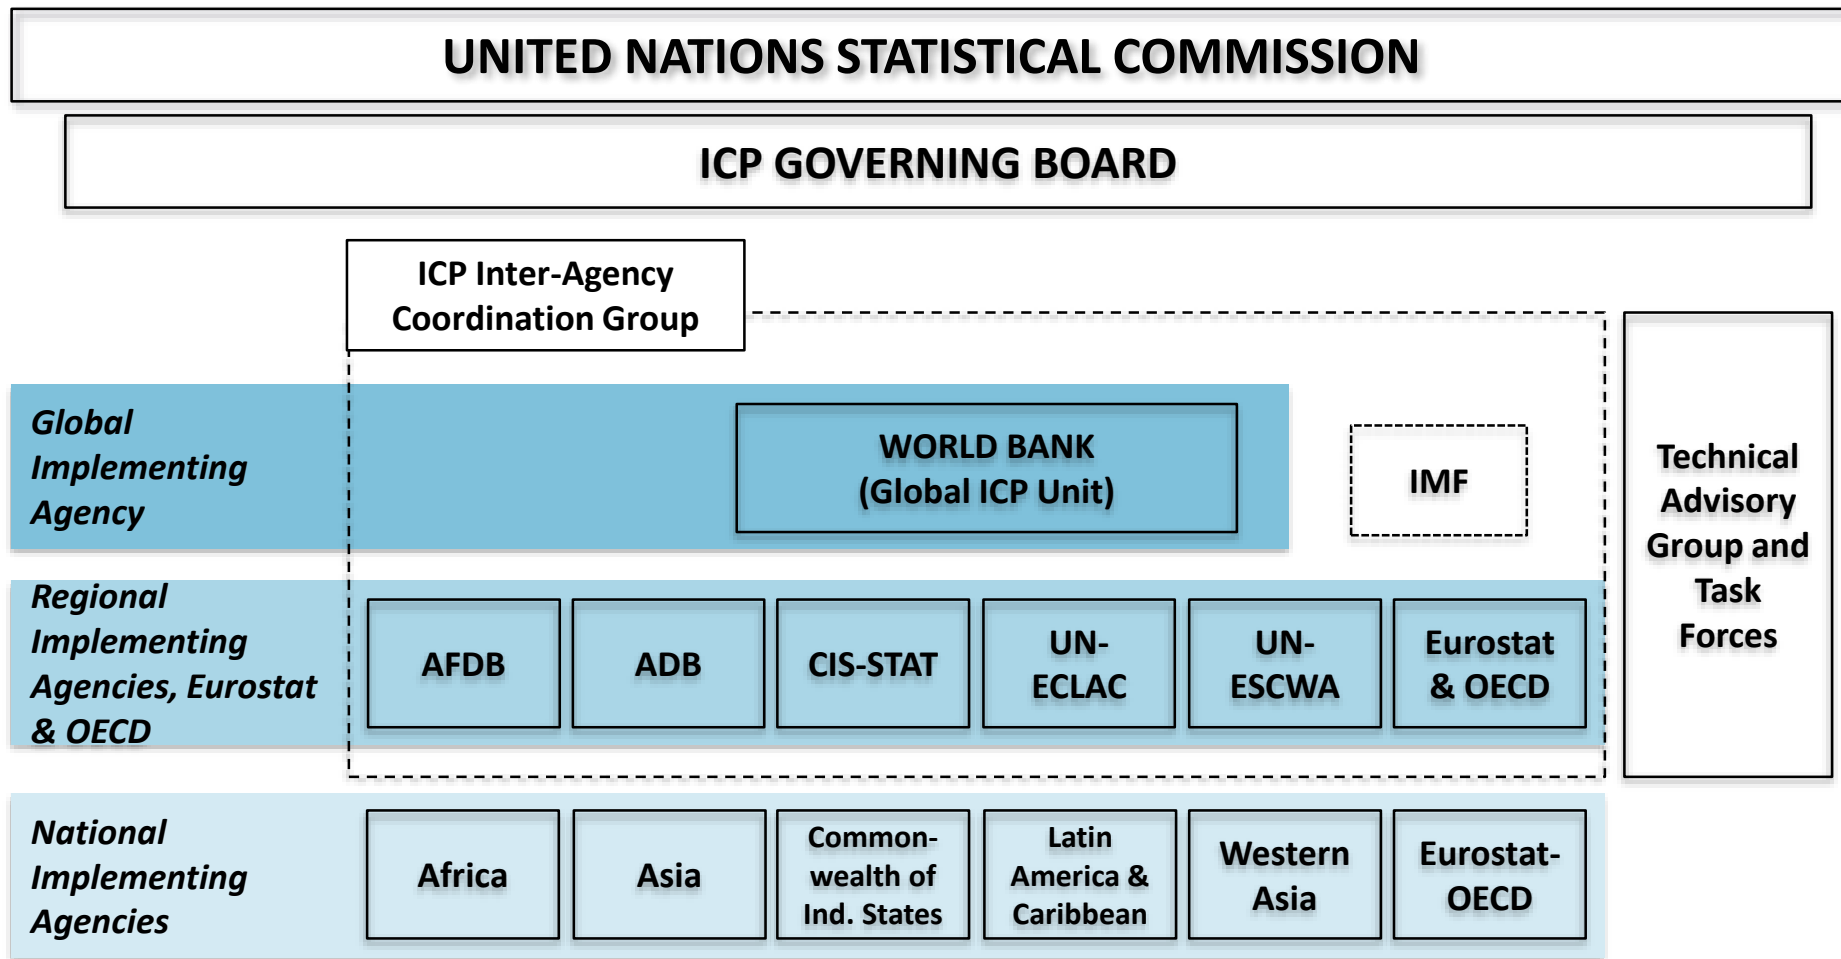 UNITED NATIONS STATISTICAL COMMISSION
ICP GOVERNING BOARD
ICP Inter-Agency
Coordination Group
Global
Implementing
Agency
WORLD BANK
(Global ICP Unit)
IMF
Technical
Advisory
Group and
Task
Forces
Regional
Implementing
Agencies, Eurostat
& OECD
AFDB
ADB
CIS-STAT
UN-
ECLAC
UN-
ESCWA
Eurostat
& OECD
National
Implementing
Agencies
Africa
Asia
Common-
wealth of
Ind. States
Latin
America &
Caribbean
Western
Asia
Eurostat-
OECD